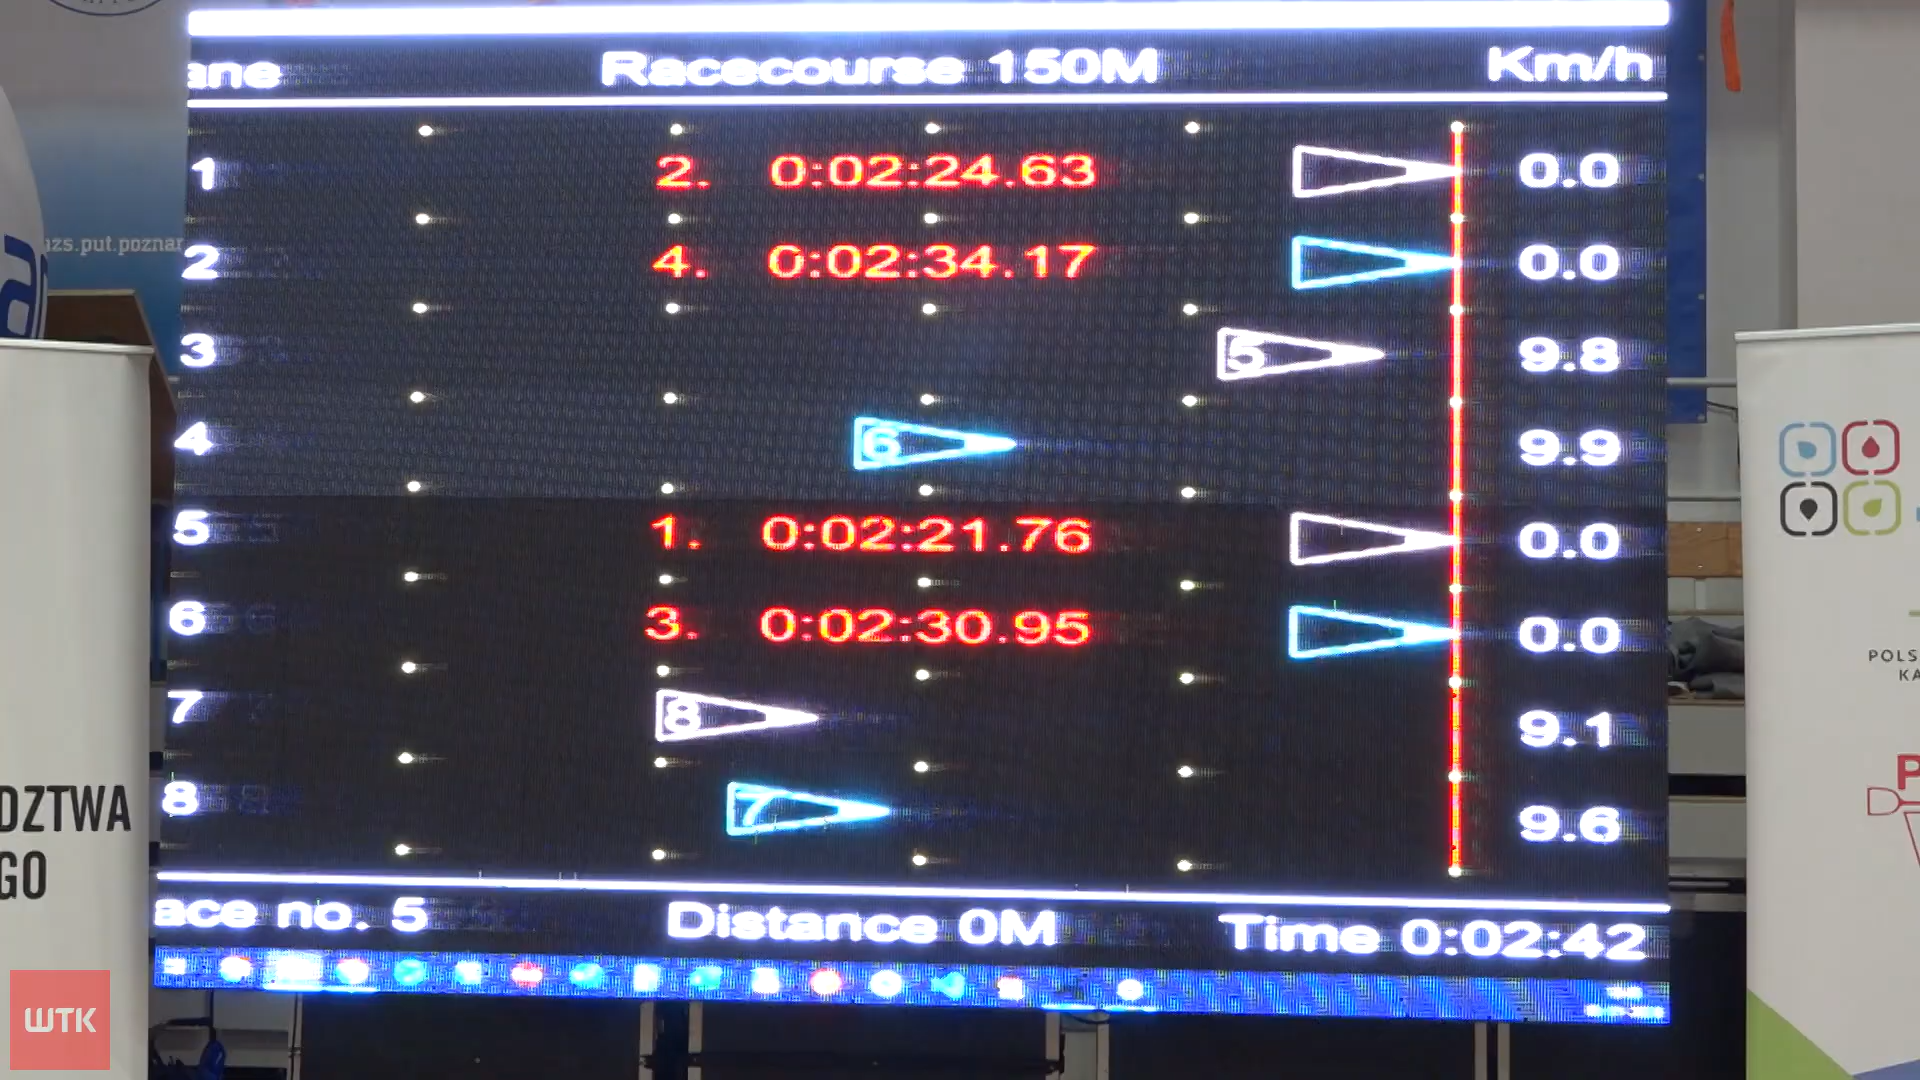 ane Racecourse 150M Km/h
1 2. 0:02:24.63 0.0
2 4. 0:02:34.17 0.0
3 5 9.8
4 6 9.9
5 1. 0:02:21.76 0.0
6 3. 0:02:30.95 0.0
7 8 9.1
8 7 9.6
ace no. 5 Distance 0M Time 0:02:42
azs.put.poznan
a
DZTWA
GO
POLS
KA
P
WTK